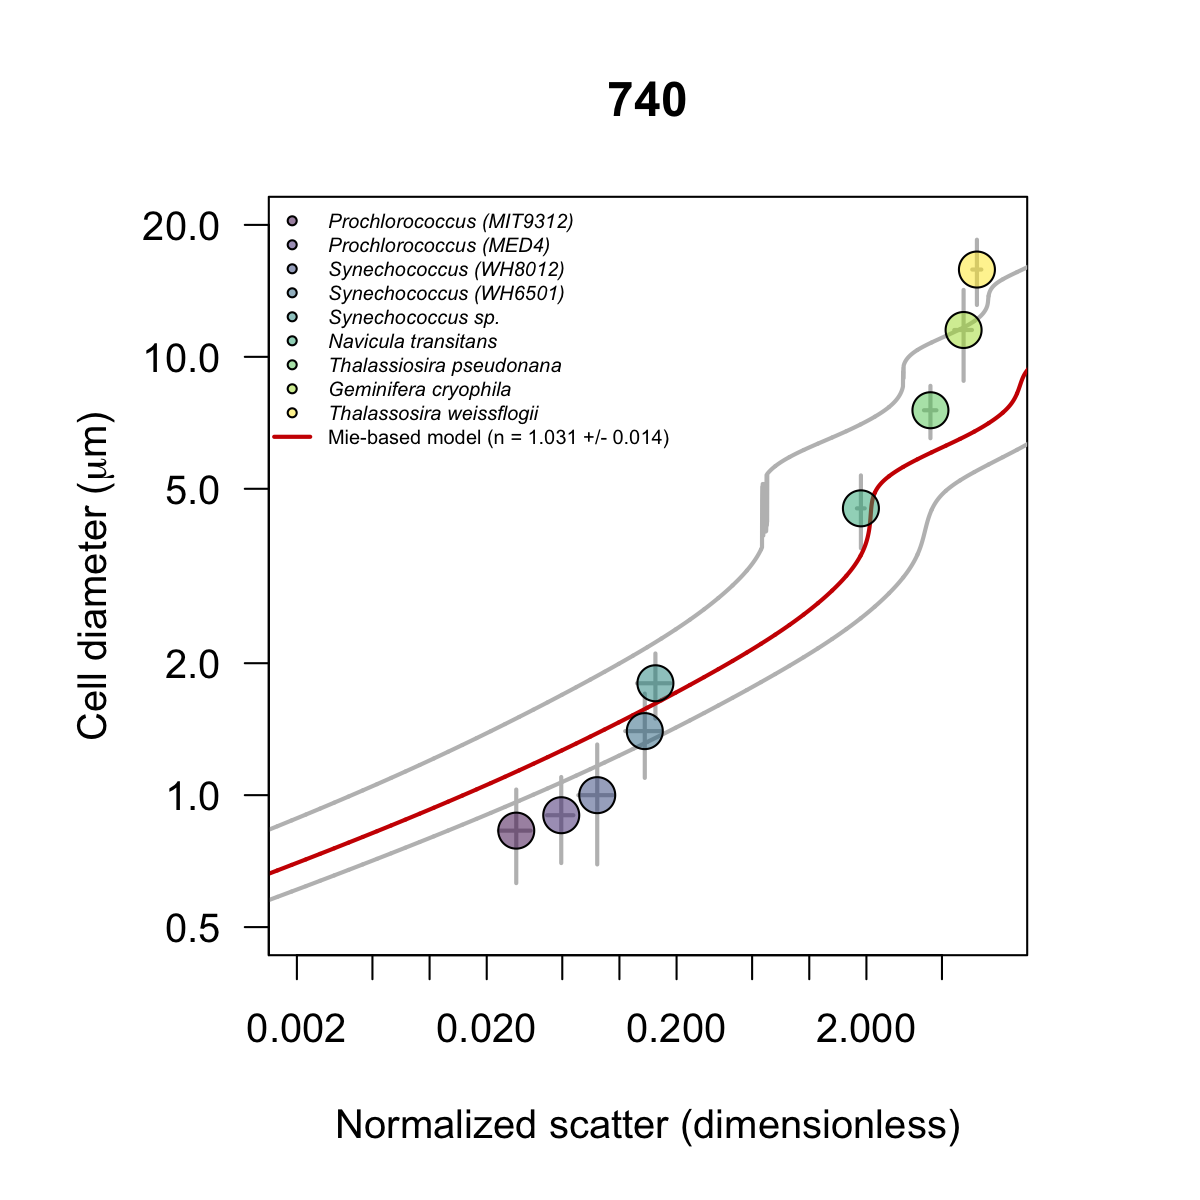 740
20.0
10.0
5.0
2.0
1.0
0.5
Cell diameter (μm)
Prochlorococcus (MIT9312)
Prochlorococcus (MED4)
Synechococcus (WH8012)
Synechococcus (WH6501)
Synechococcus sp.
Navicula transitans
Thalassiosira pseudonana
Geminifera cryophila
Thalassosira weissflogii
Mie-based model (n = 1.031 +/- 0.014)
0.002 0.020 0.200 2.000
Normalized scatter (dimensionless)